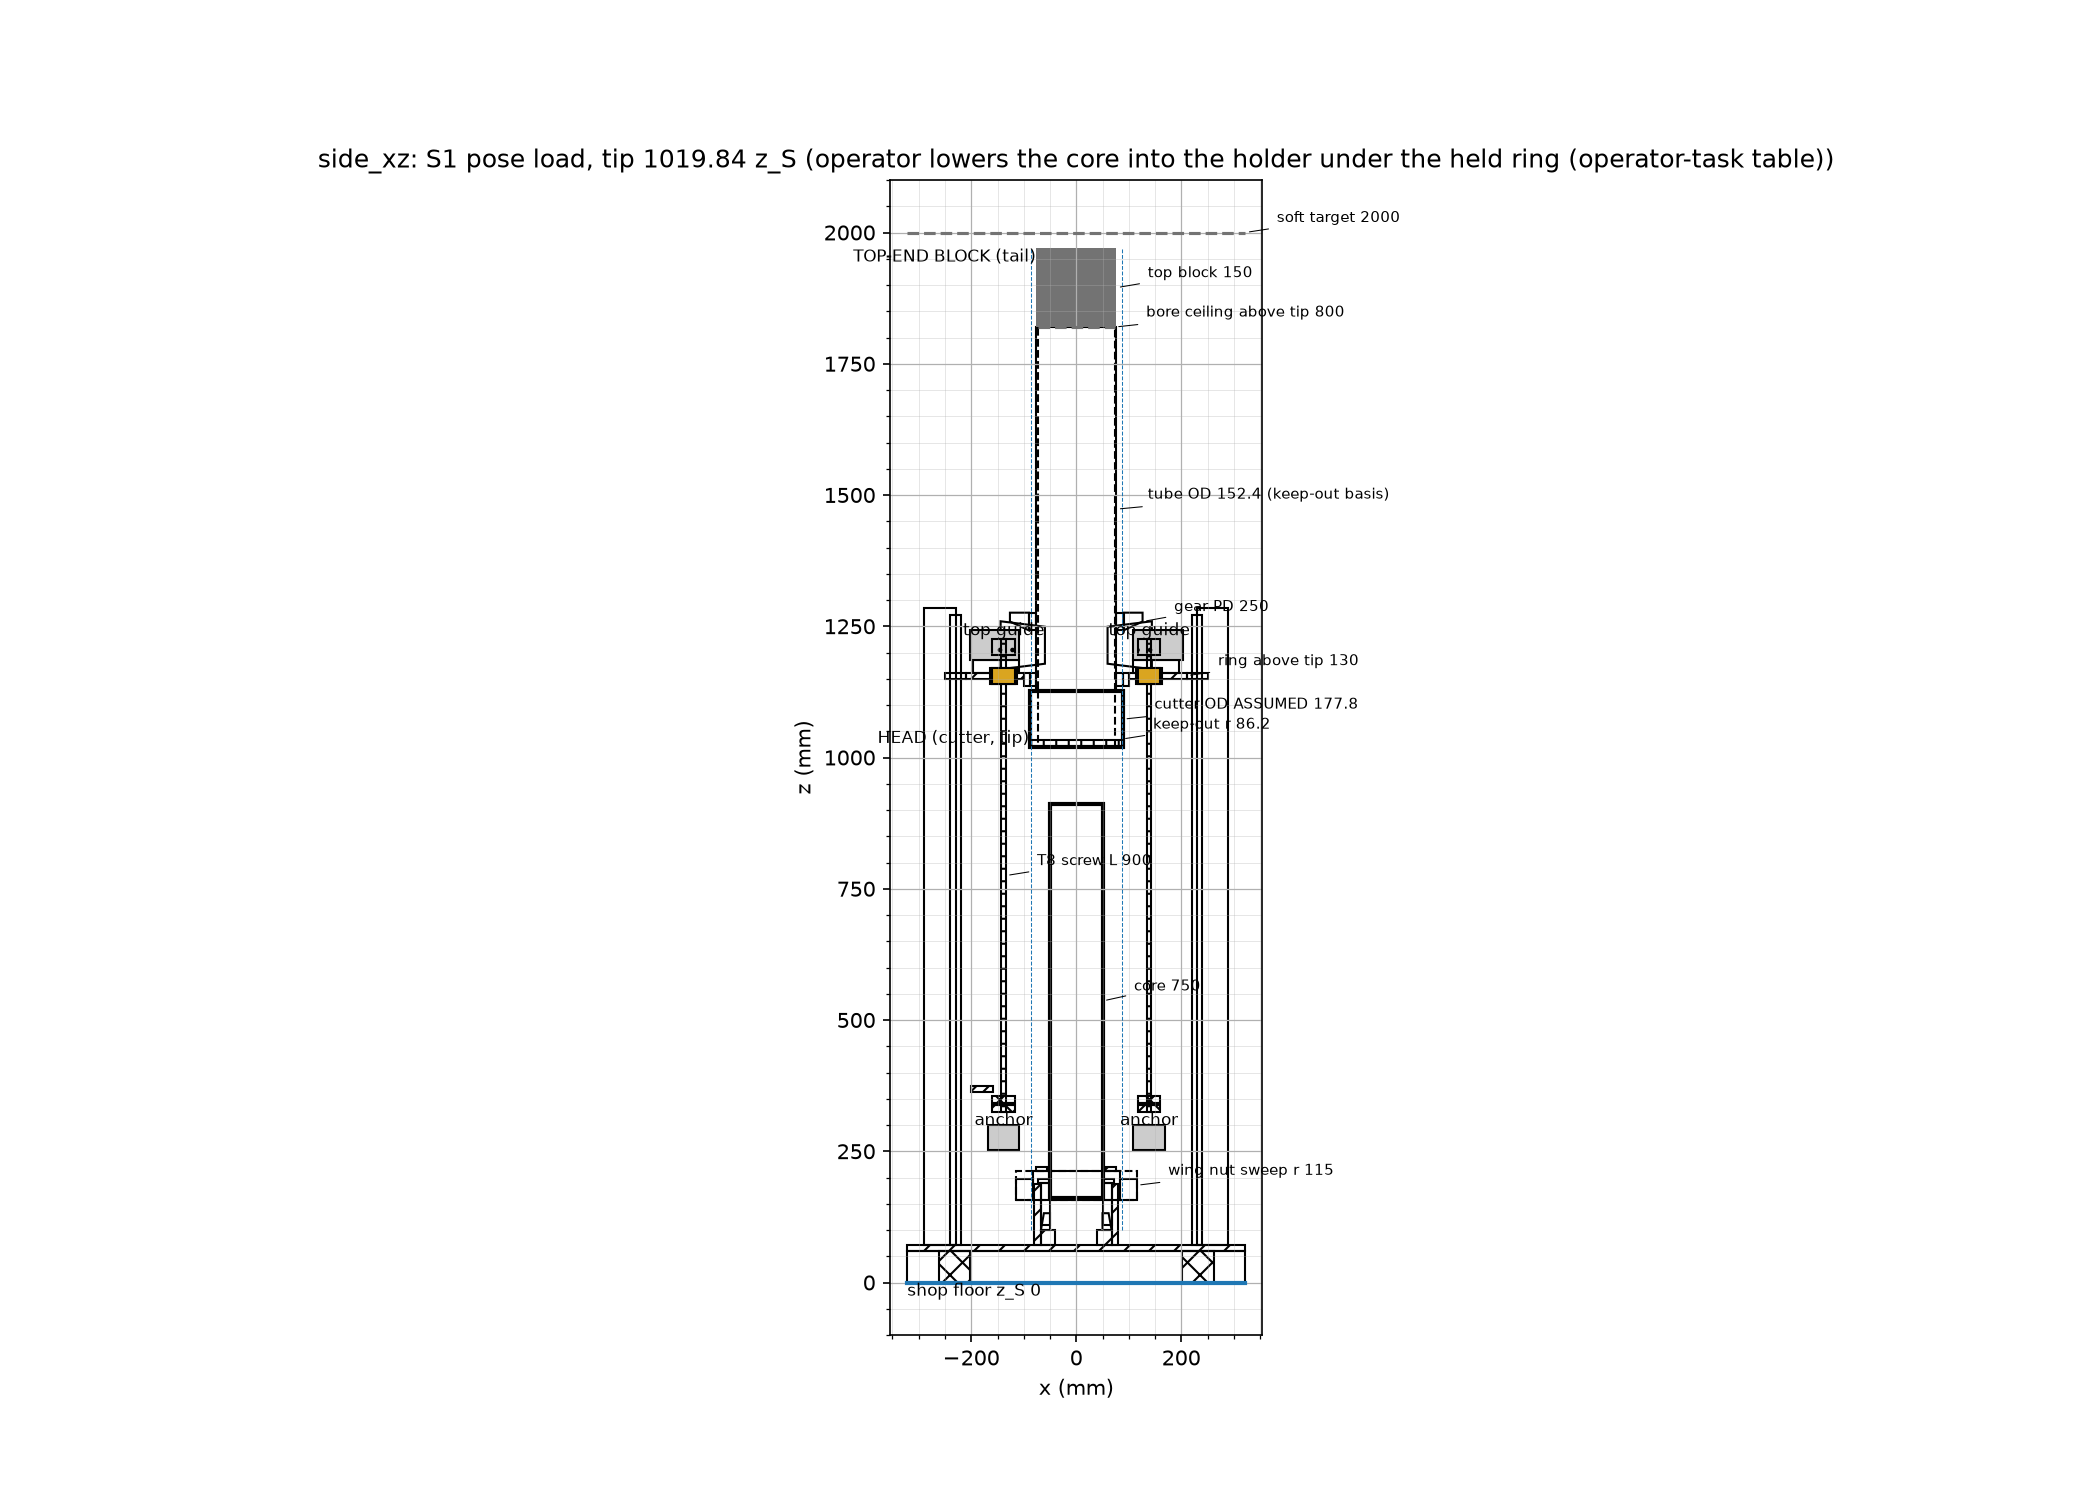 side_xz: S1 pose load, tip 1019.84 z_S (operator lowers the core into the holder under the held ring (operator-task table))
soft target 2000
2000
TOP-END BLOCK (tail)
top block 150
bore ceiling above tip 800
1750
1500
tube OD 152.4 (keep-out basis)
gear PD 250
1250
top guide
top guide
ring above tip 130
cutter OD ASSUMED 177.8
keep-out r 86.2
HEAD (cutter, tip)
1000
z (mm)
T8 screw L 900
750
core 750
500
anchor
anchor
250
wing nut sweep r 115
0
shop floor z_S 0
−200
0
200
x (mm)